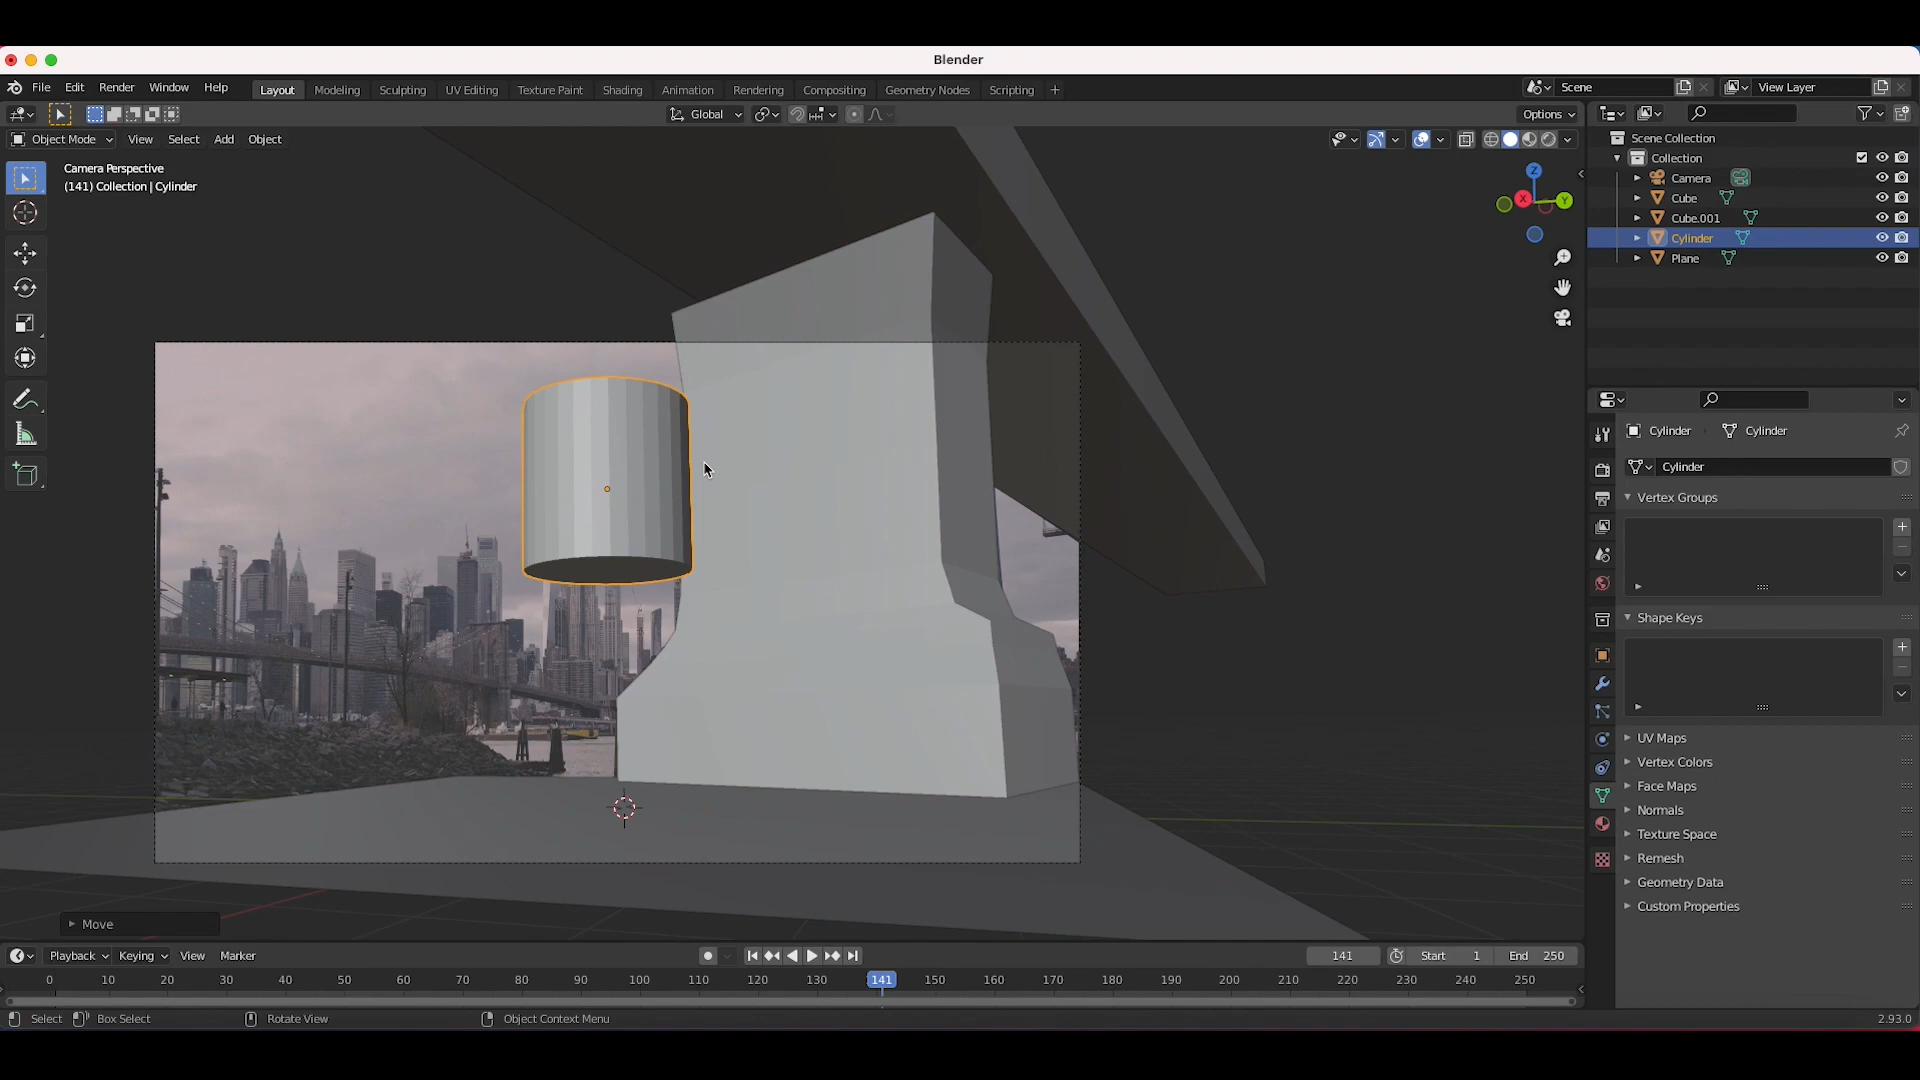 Blender
File Edit Render Window Help Layout Modeling Sculpting UV Editing Texture Paint Shading Animation Rendering Compositing Geometry Nodes Scripting + Scene View Layer
Global Options
Object Mode View Select Add Object
Camera Perspective
(141) Collection | Cylinder
Z
X Y
Scene Collection
Collection
Camera
Cube
Cube.001
Cylinder
Plane
Cylinder Cylinder
Cylinder
Vertex Groups
Shape Keys
UV Maps
Vertex Colors
Face Maps
Normals
Texture Space
Remesh
Geometry Data
Custom Properties
Move
Playback Keying View Marker 141 Start 1 End 250
0 10 20 30 40 50 60 70 80 90 100 110 120 130 141 150 160 170 180 190 200 210 220 230 240 250
Select Box Select Rotate View Object Context Menu 2.93.0